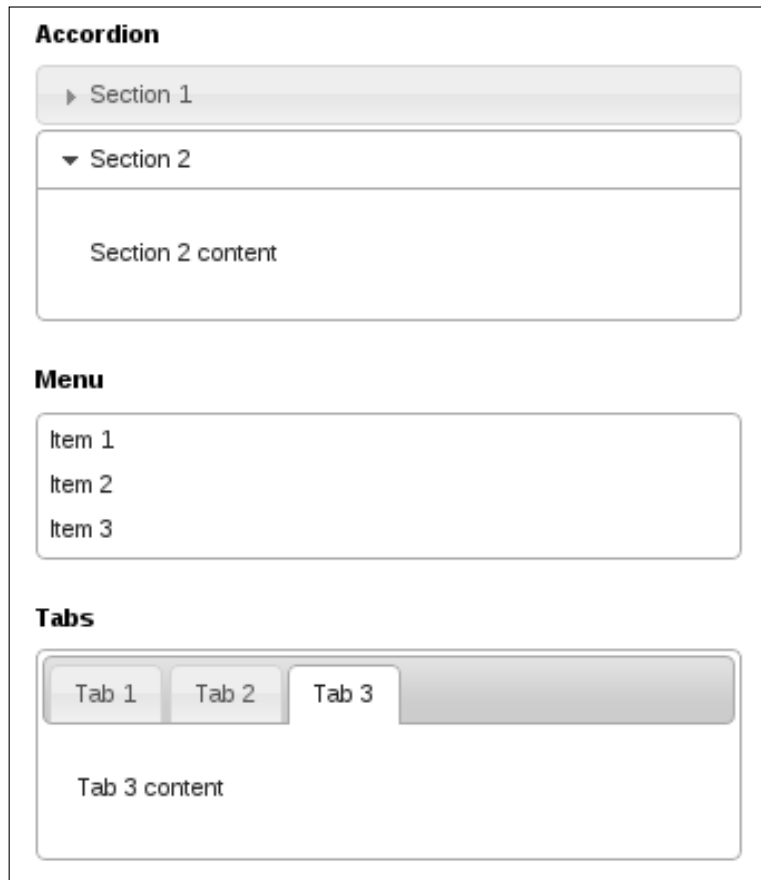 Accordion
Section 1
Section 2
Section 2 content
Menu
Item 1
Item 2
Item 3
Tabs
Tab 1 Tab 2 Tab 3
Tab 3 content